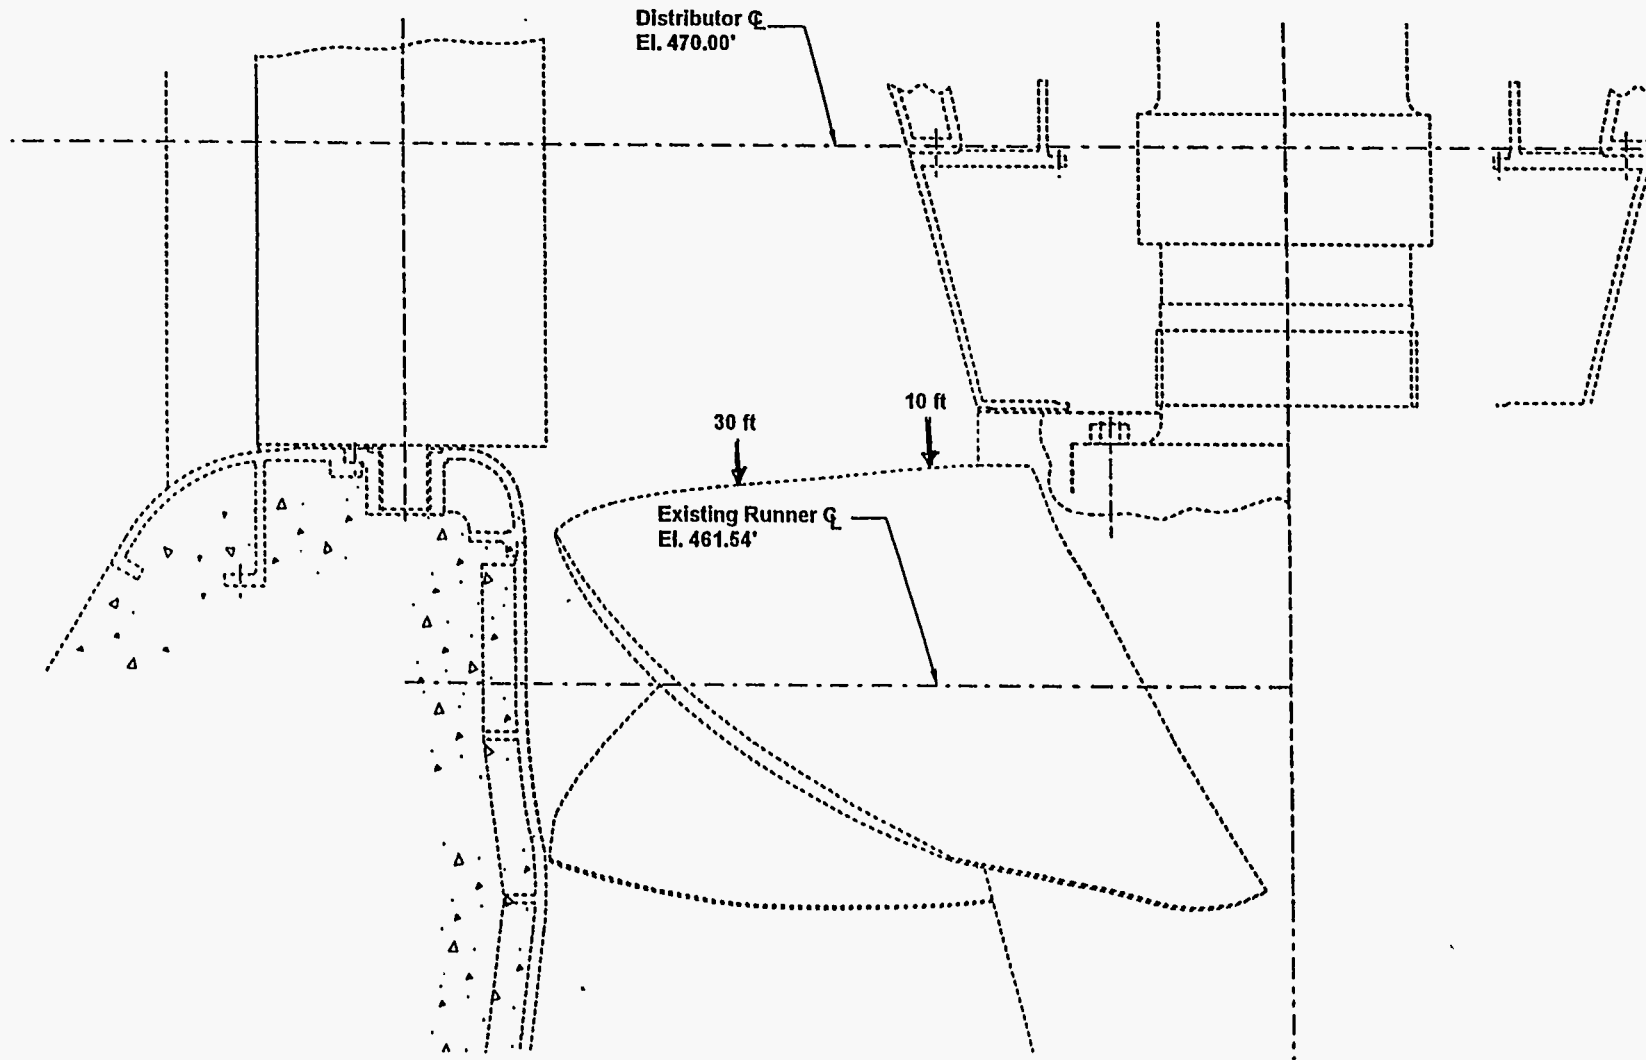 Distributor ℄
El. 470.00'
10 ft
30 ft
Existing Runner ℄
El. 461.54'